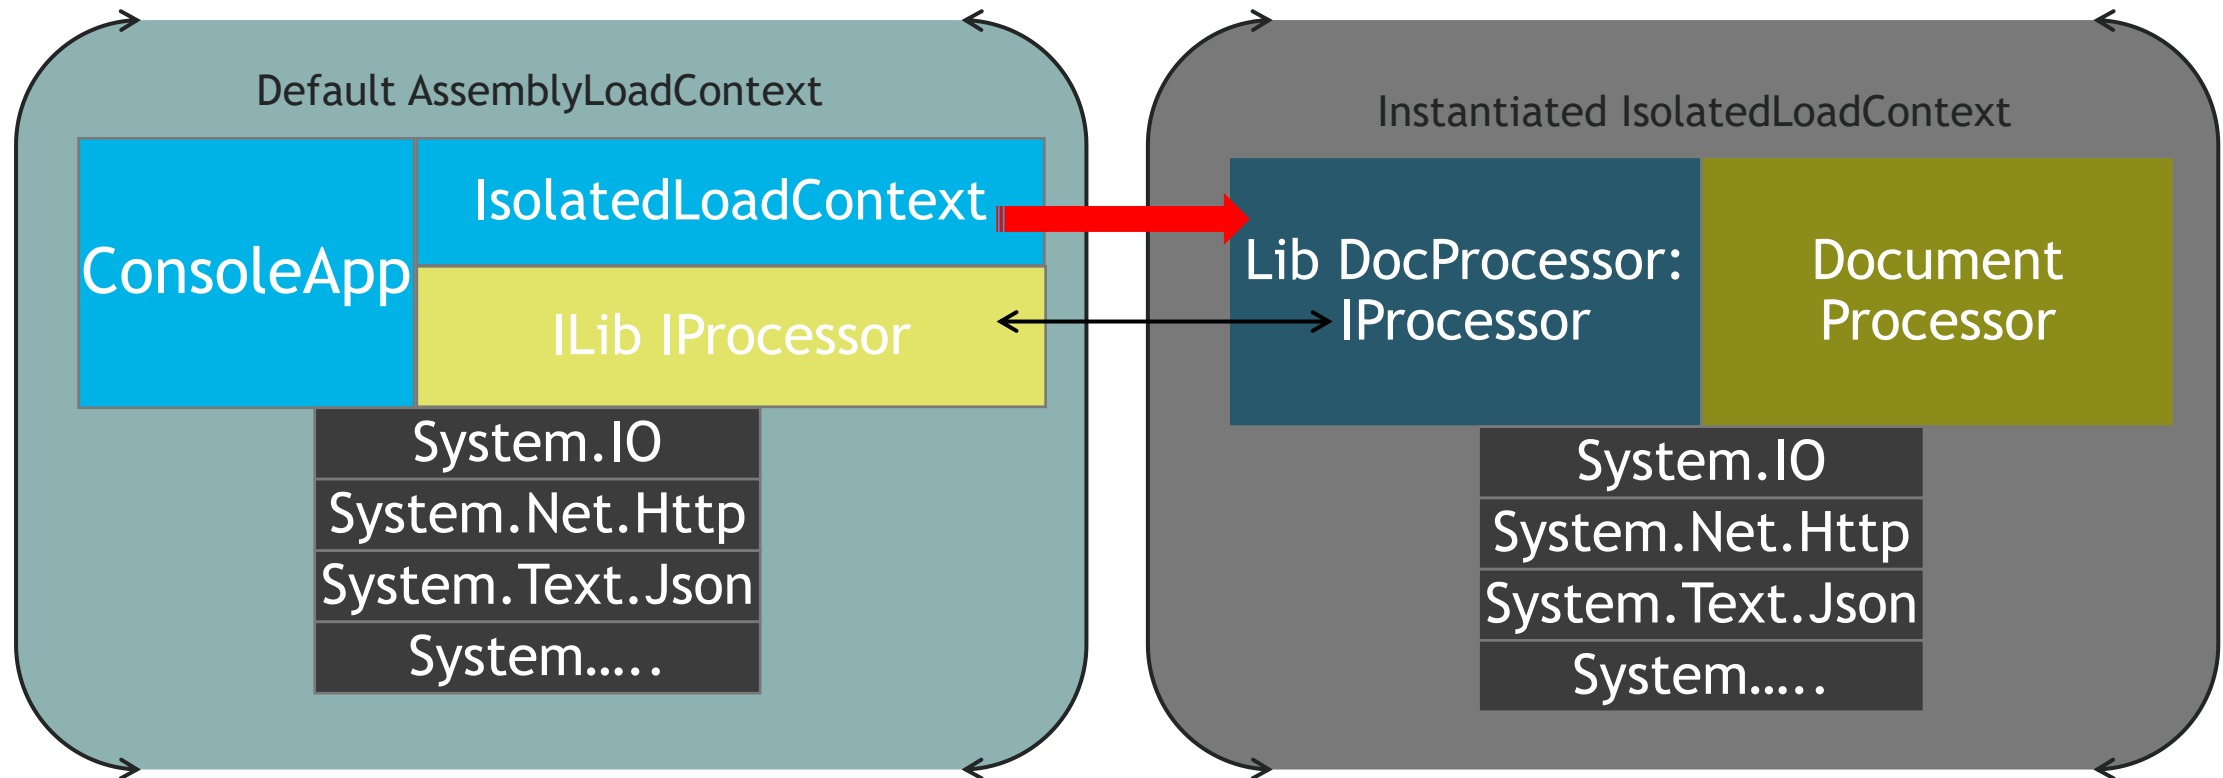 Default AssemblyLoadContext
ConsoleApp
IsolatedLoadContext
ILib IProcessor
System.IO
System.Net.Http
System.Text.Json
System…..
Instantiated IsolatedLoadContext
Lib DocProcessor:
IProcessor
Document
Processor
System.IO
System.Net.Http
System.Text.Json
System…..